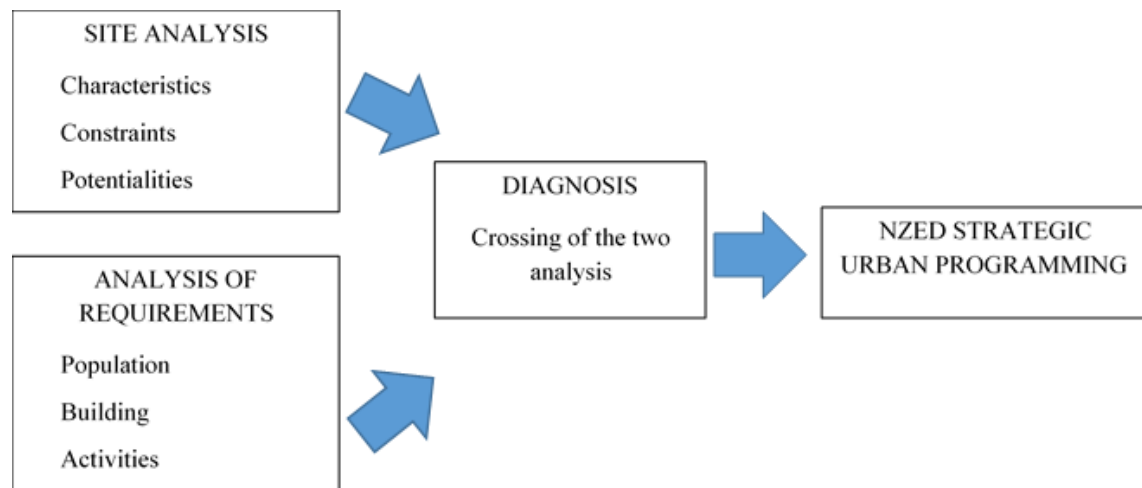 SITE ANALYSIS
Characteristics
Constraints
Potentialities
ANALYSIS OF
REQUIREMENTS
Population
Building
Activities
DIAGNOSIS
Crossing of the two
analysis
NZED STRATEGIC
URBAN PROGRAMMING